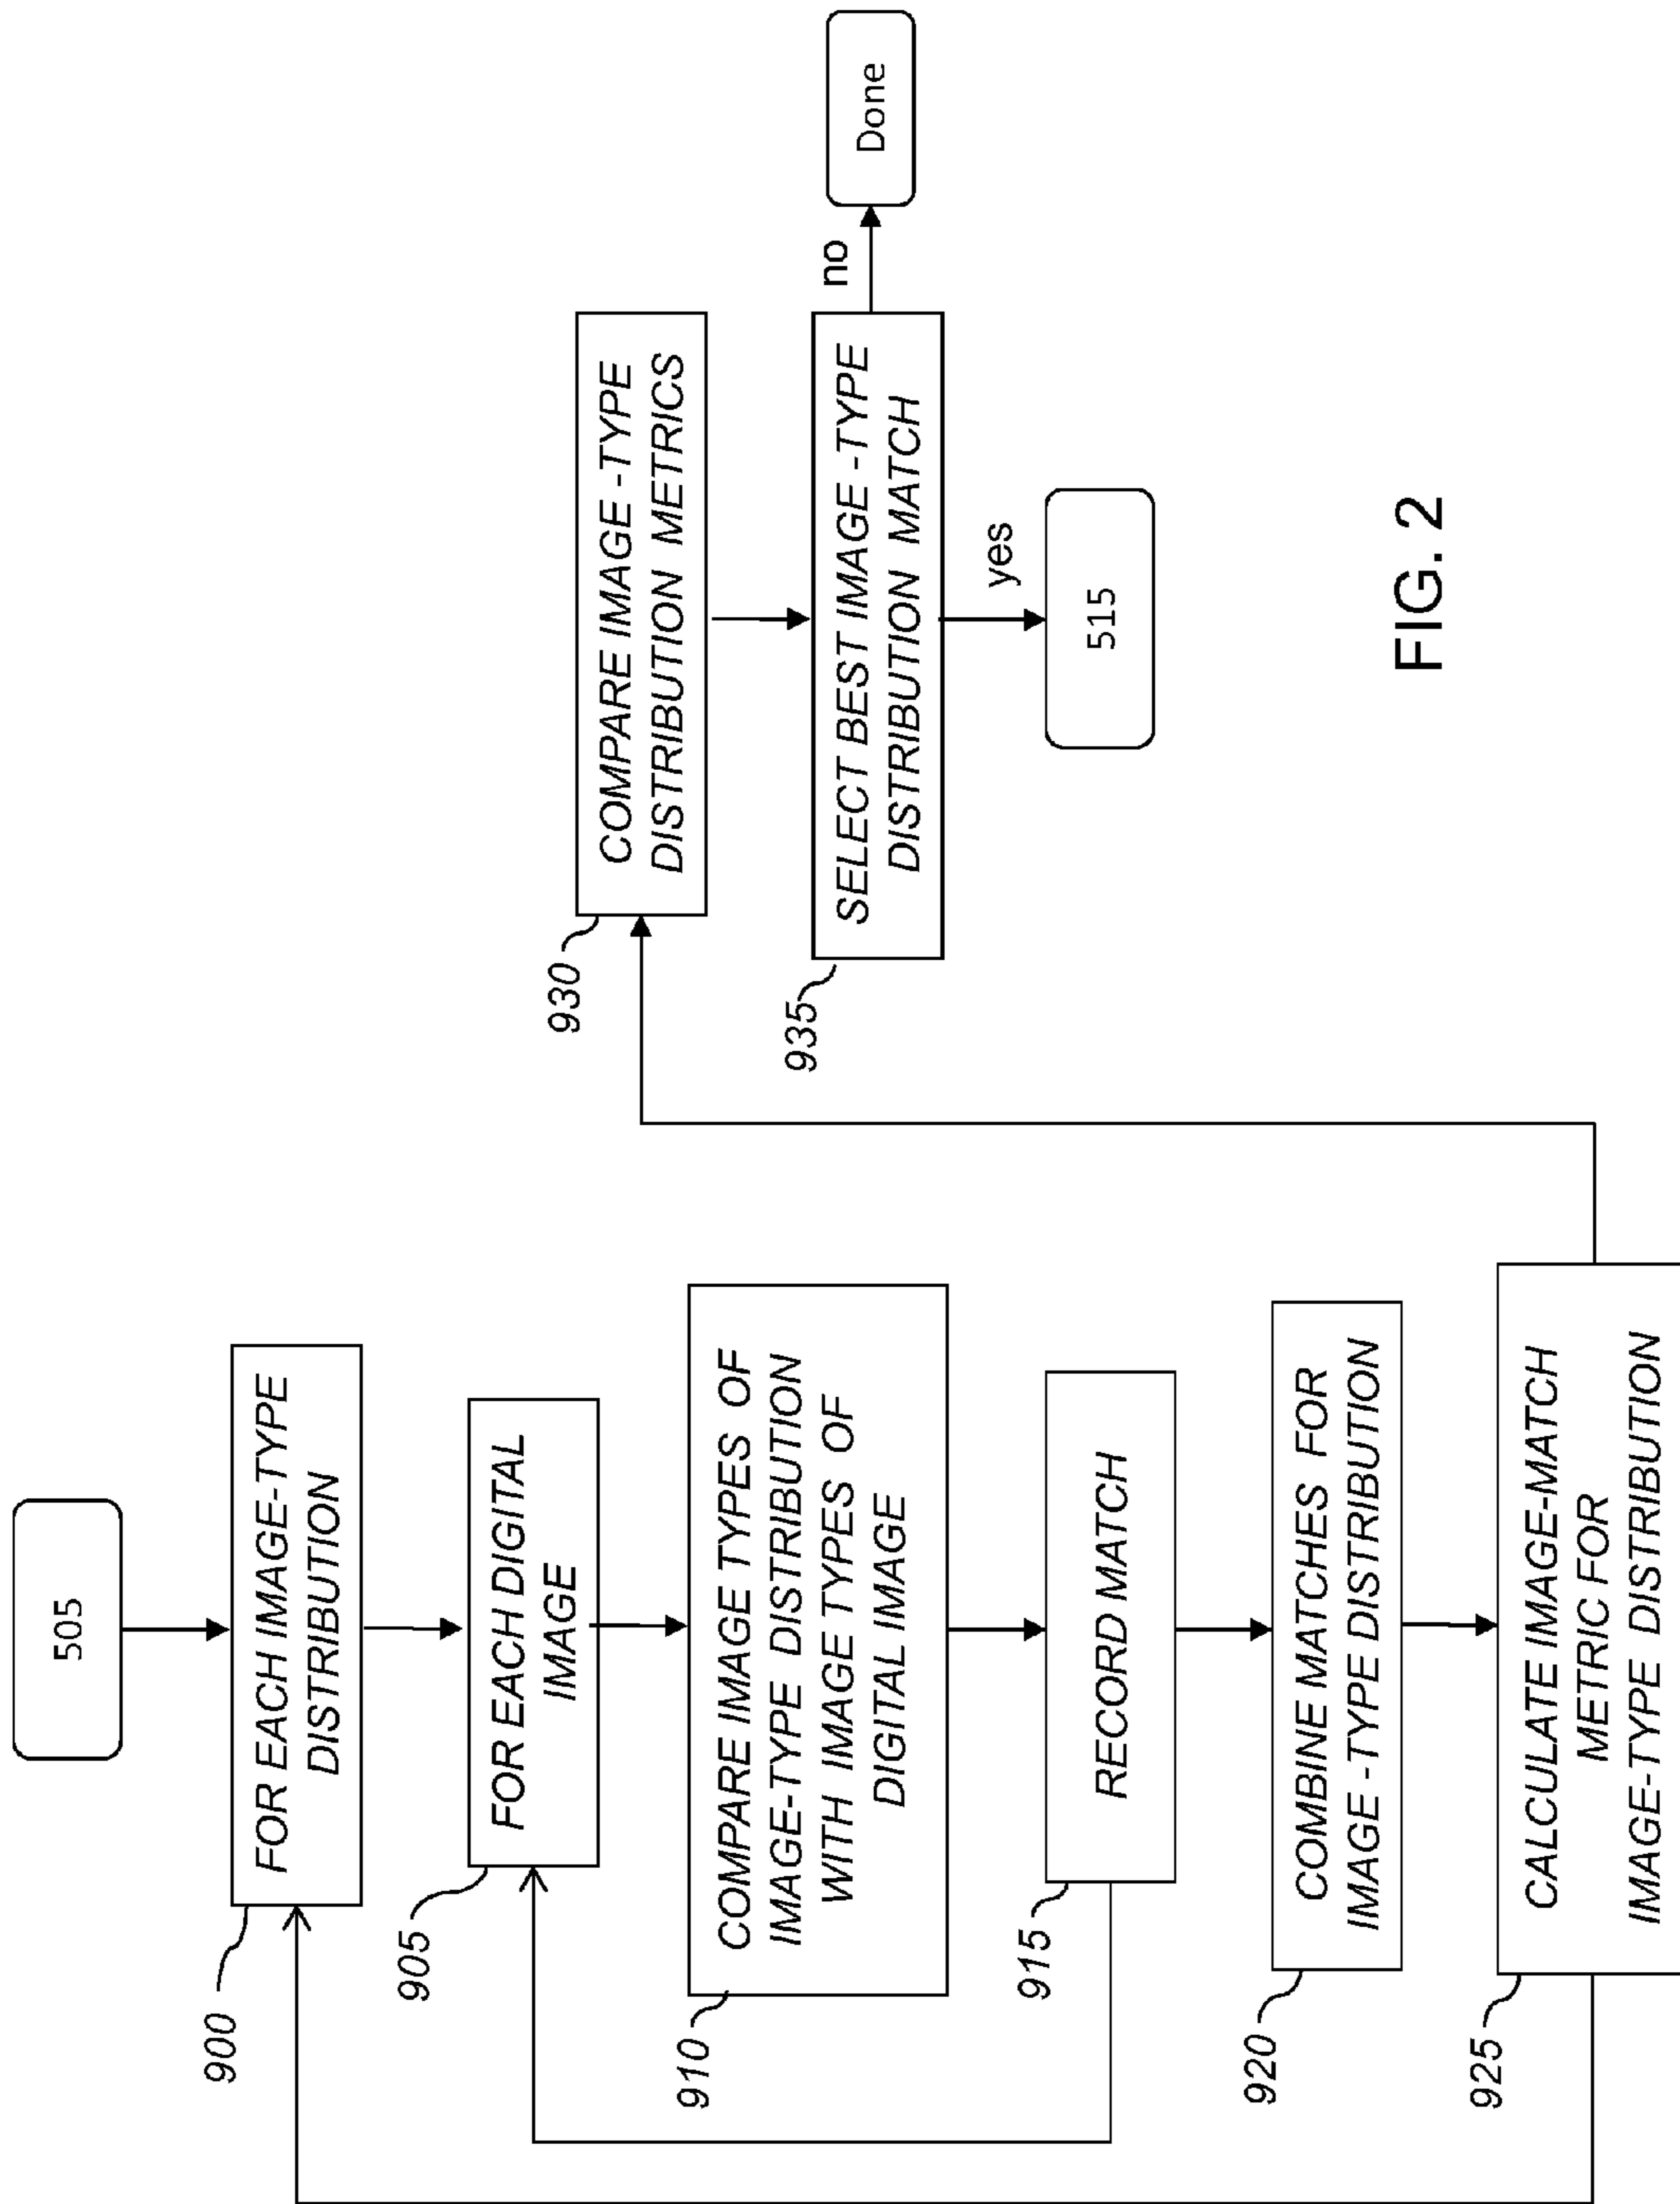 505
900
FOR EACH IMAGE-TYPE
DISTRIBUTION
905
FOR EACH DIGITAL
IMAGE
910
COMPARE IMAGE TYPES OF
IMAGE-TYPE DISTRIBUTION
WITH IMAGE TYPES OF
DIGITAL IMAGE
915
RECORD MATCH
920
COMBINE MATCHES FOR
IMAGE -TYPE DISTRIBUTION
925
CALCULATE IMAGE-MATCH
METRIC FOR
IMAGE-TYPE DISTRIBUTION
930
COMPARE IMAGE -TYPE
DISTRIBUTION METRICS
935
SELECT BEST IMAGE -TYPE
DISTRIBUTION MATCH
no
Done
yes
515
FIG. 2